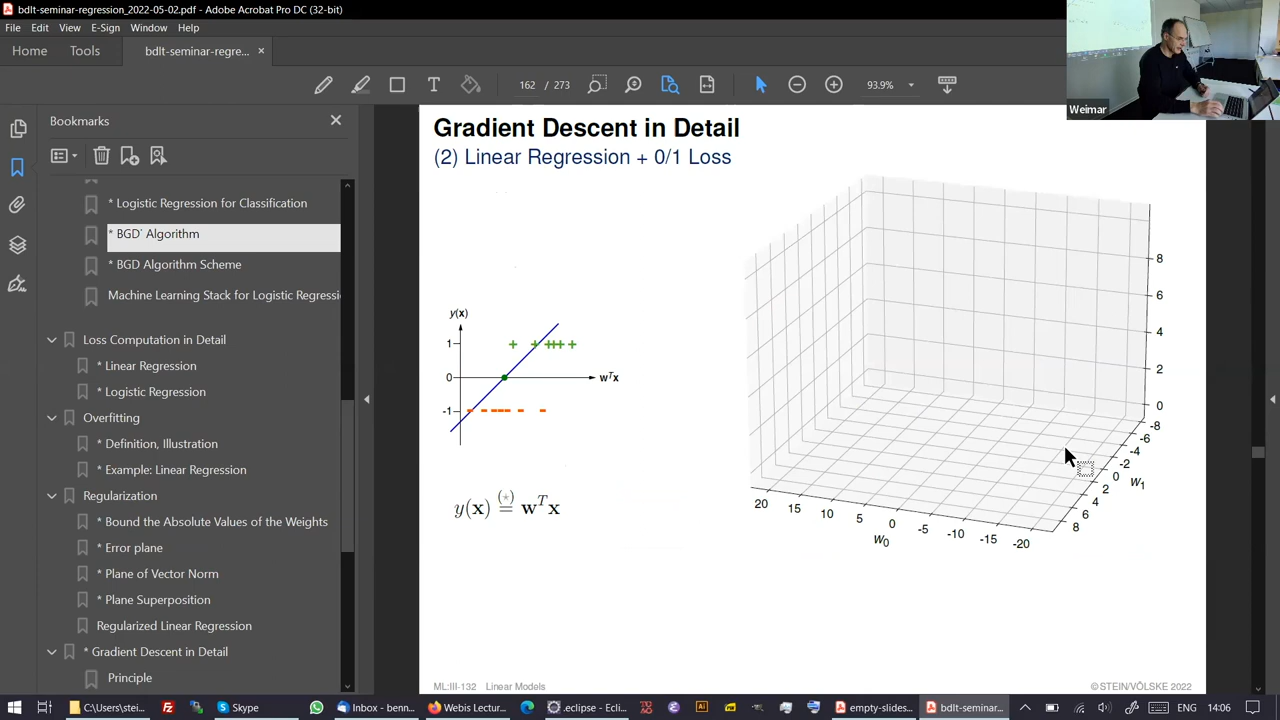 bdlt-seminar-regression_2022-05-02.pdf - Adobe Acrobat Pro DC (32-bit)
File Edit View E-Sign Window Help
Home Tools bdlt-seminar-regre... ×
162 / 273 93.9%
Weimar
Bookmarks
* Logistic Regression for Classification
* BGD Algorithm
* BGD Algorithm Scheme
Machine Learning Stack for Logistic Regressi
Loss Computation in Detail
* Linear Regression
* Logistic Regression
Overfitting
* Definition, Illustration
* Example: Linear Regression
Regularization
* Bound the Absolute Values of the Weights
* Error plane
* Plane of Vector Norm
* Plane Superposition
Regularized Linear Regression
* Gradient Descent in Detail
Principle
Gradient Descent in Detail
(2) Linear Regression + 0/1 Loss
y(x)
1
0
-1
wᵀx
y(x) (⋆)= wᵀx
8
6
4
2
0
-8
-6
-4
-2
0
2
4
6
8
w₁
20 15 10 5 0 -5 -10 -15 -20
w₀
ML:III-132 Linear Models
©STEIN/VÖLSKE 2022
C:\Users\stei... Skype Inbox - benn... Webis Lectur... .eclipse - Ecli... empty-slides... bdlt-seminar... ENG 14:06